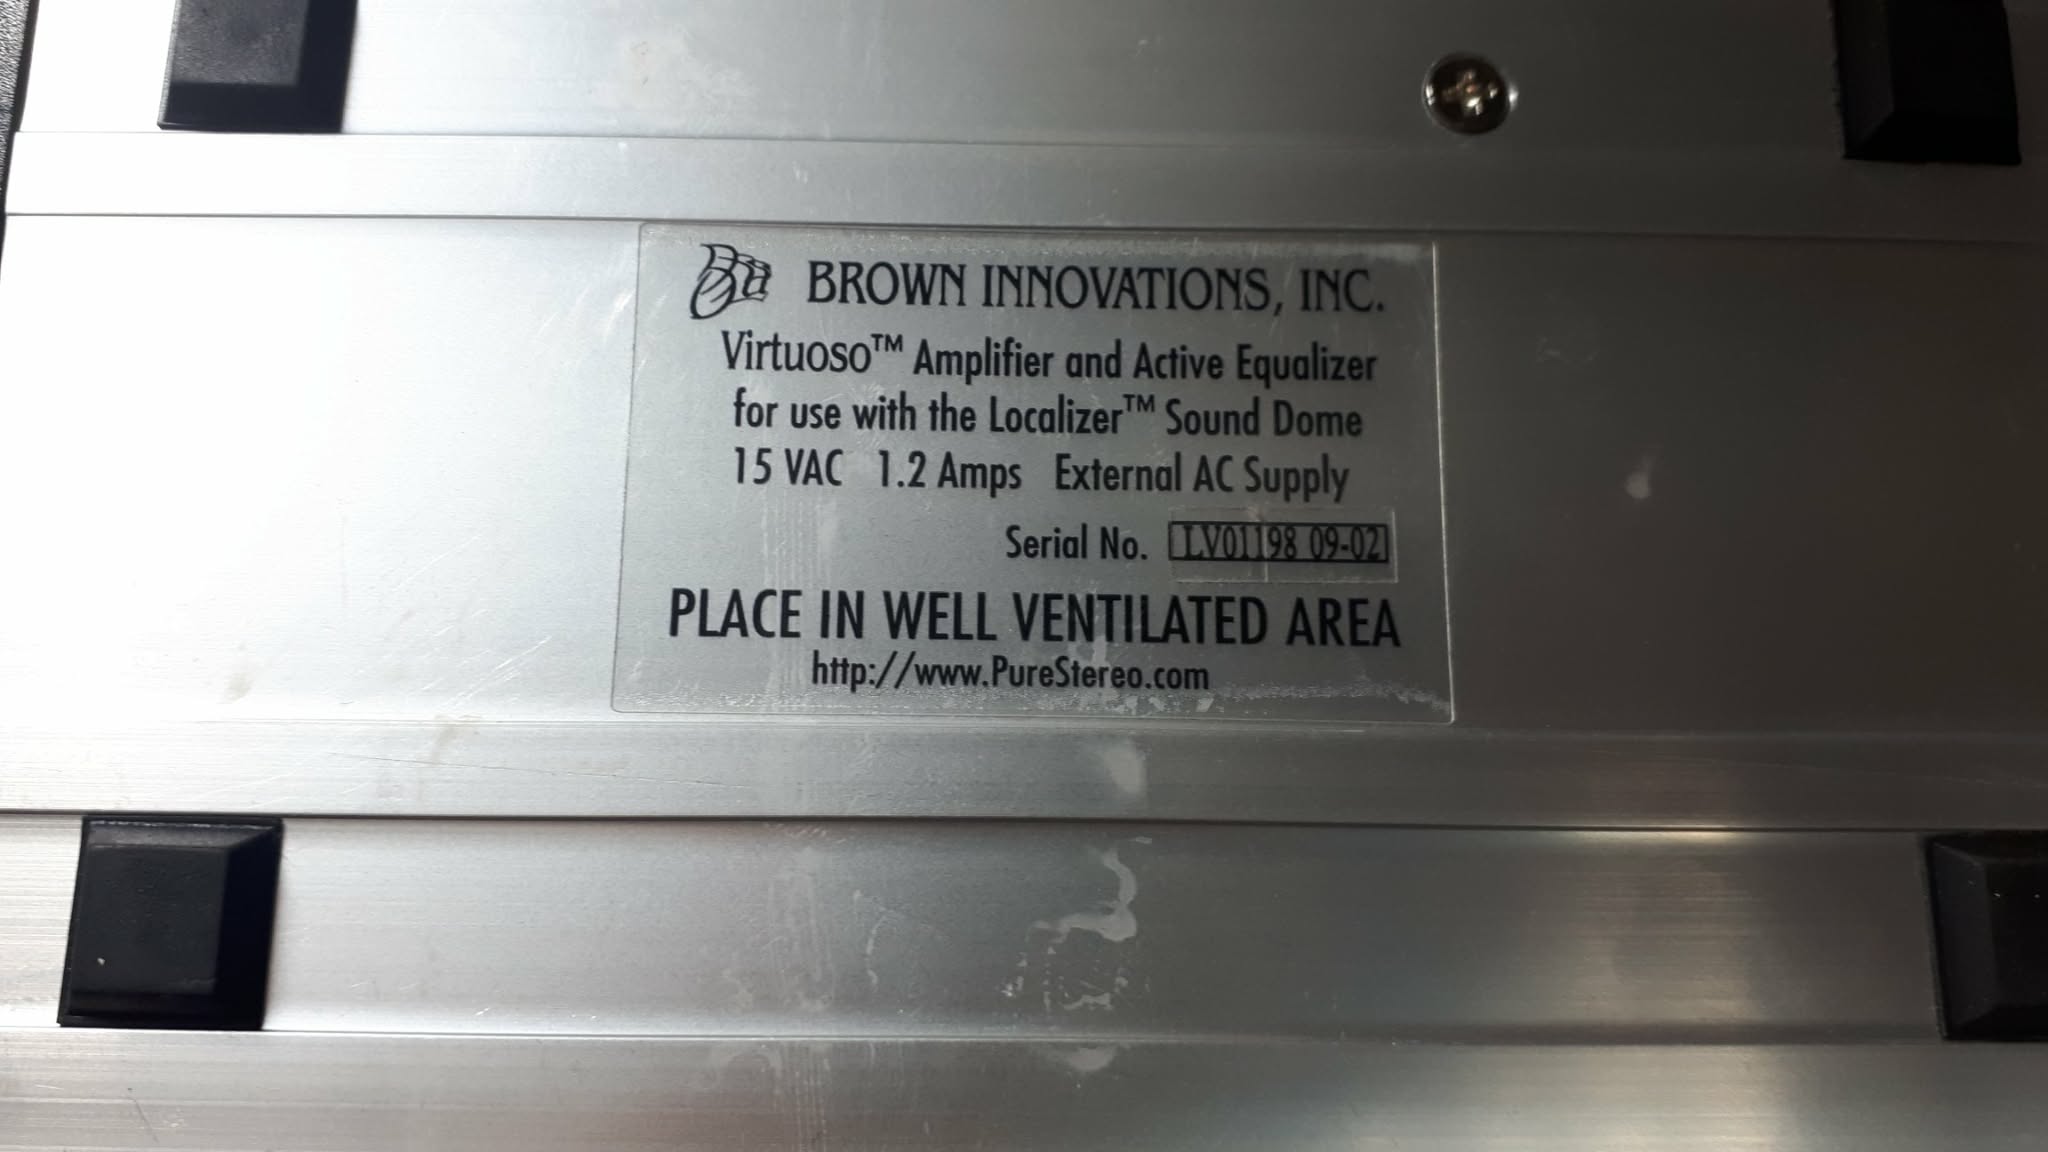 BROWN INNOVATIONS, INC.
Virtuoso™ Amplifier and Active Equalizer
for use with the Localizer™ Sound Dome
15 VAC 1.2 Amps External AC Supply
Serial No. LV01198 09-02
PLACE IN WELL VENTILATED AREA
http://www.PureStereo.com